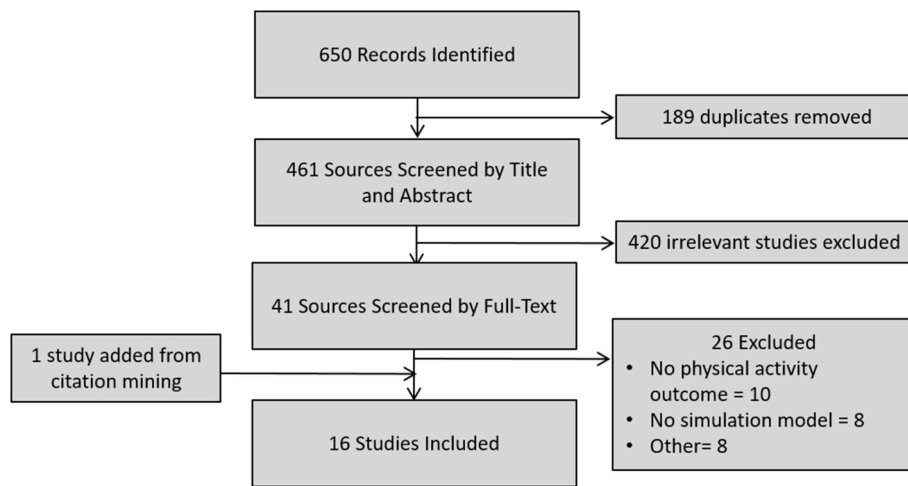 650 Records Identified
189 duplicates removed
461 Sources Screened by Title
and Abstract
420 irrelevant studies excluded
41 Sources Screened by Full-Text
1 study added from
citation mining
26 Excluded
• No physical activity
outcome = 10
• No simulation model = 8
• Other= 8
16 Studies Included